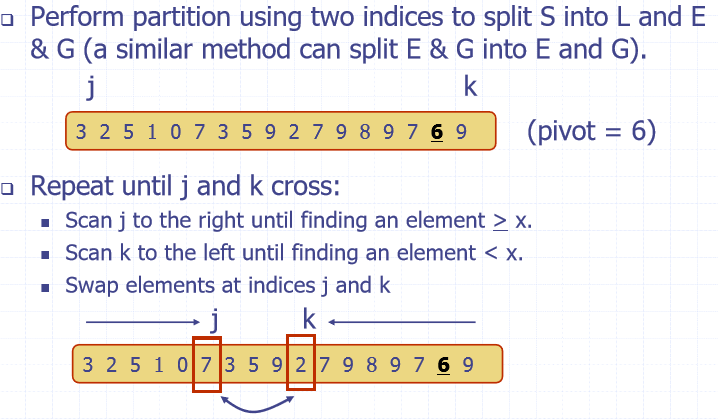 Perform partition using two indices to split S into L and E
& G (a similar method can split E & G into E and G).
j k
3 2 5 1 0 7 3 5 9 2 7 9 8 9 7 6 9 (pivot = 6)
Repeat until j and k cross:
Scan j to the right until finding an element > x.
Scan k to the left until finding an element < x.
Swap elements at indices j and k
j k
3 2 5 1 0 7 3 5 9 2 7 9 8 9 7 6 9